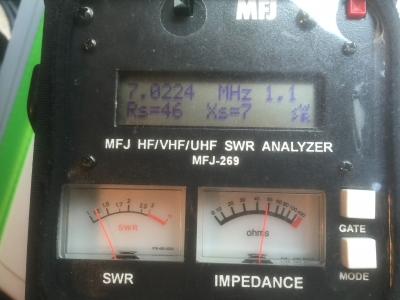 MFJ
7.0224 MHz 1.1
Rs=46 Xs=7 SWR
MFJ HF/VHF/UHF SWR ANALYZER
MFJ-269
SWR
ohms
GATE
MODE
SWR
IMPEDANCE